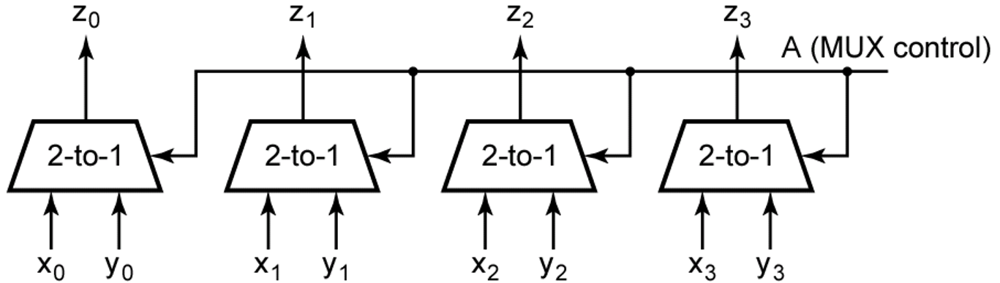 z₀ z₁ z₂ z₃
A (MUX control)
2-to-1 2-to-1 2-to-1 2-to-1
x₀ y₀ x₁ y₁ x₂ y₂ x₃ y₃